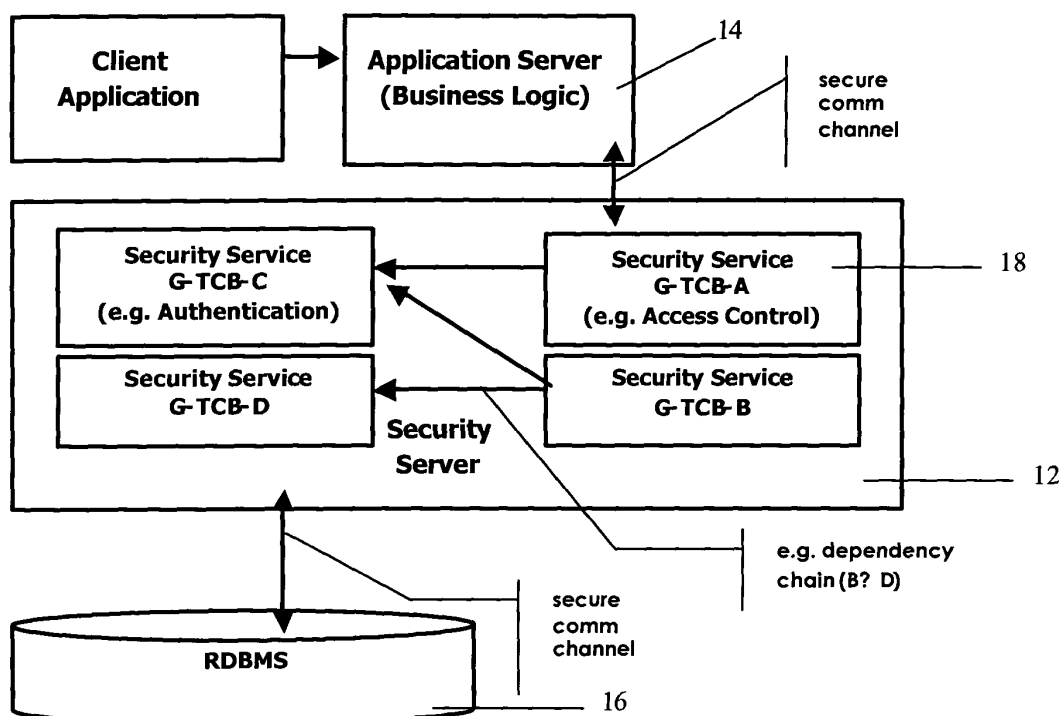 Client
Application
Application Server
(Business Logic)
14
secure
comm
channel
Security Service
G-TCB-C
(e.g. Authentication)
Security Service
G-TCB-A
(e.g. Access Control)
18
Security Service
G-TCB-D
Security Service
G-TCB-B
Security
Server
12
e.g. dependency
chain (B? D)
secure
comm
channel
RDBMS
16